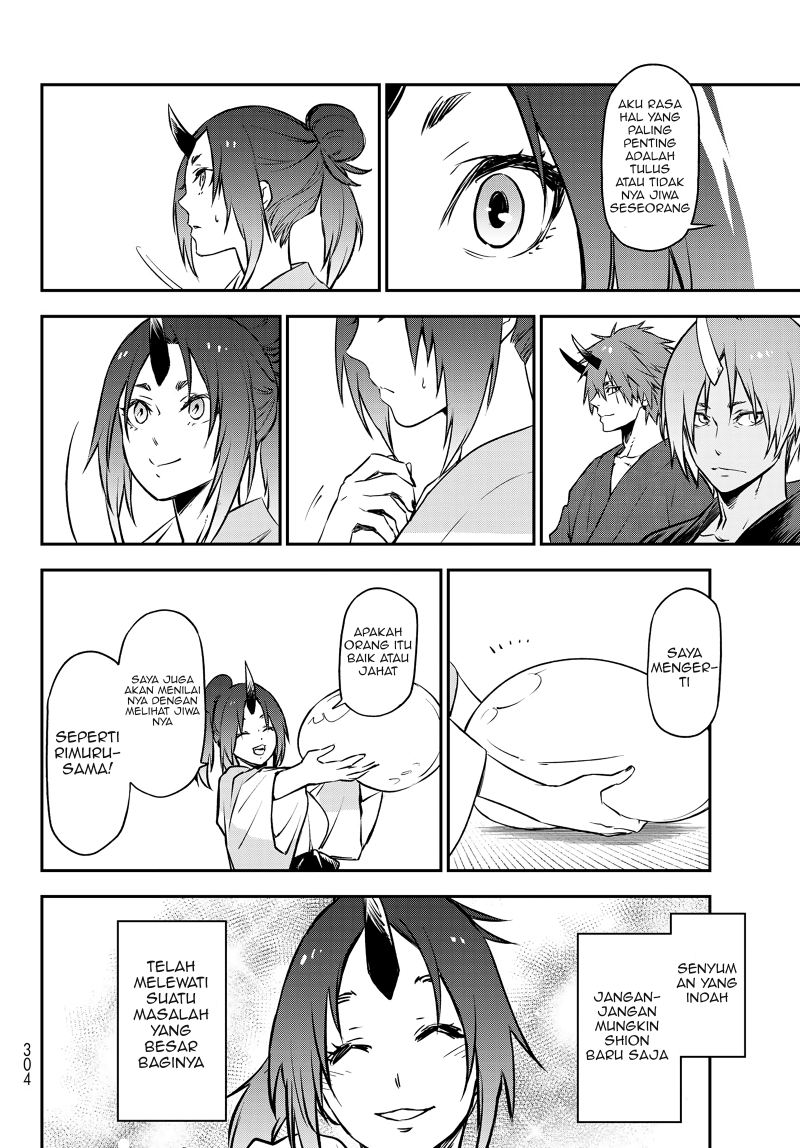 AKU RASA
HAL YANG
PALING
PENTING
ADALAH
TULUS
ATAU TIDAK
NYA JIWA
SESEORANG
SAYA
MENGER-
TI
APAKAH
ORANG ITU
BAIK ATAU
JAHAT
SAYA JUGA
AKAN MENILAI
NYA DENGAN
MELIHAT JIWA
NYA
SEPERTI
RIMURU-
SAMA!
SENYUM
AN YANG
INDAH
JANGAN-
JANGAN
MUNGKIN
SHION
BARU SAJA
TELAH
MELEWATI
SUATU
MASALAH
YANG
BESAR
BAGINYA
304